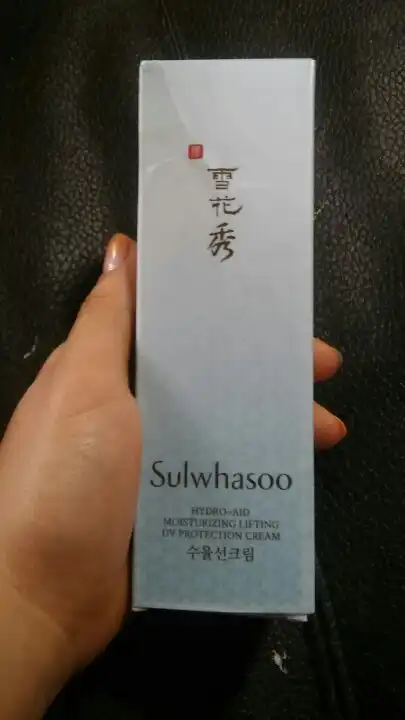 雪
花
秀
Sulwhasoo
HYDRO-AID
MOISTURIZING LIFTING
UV PROTECTION CREAM
수율선크림